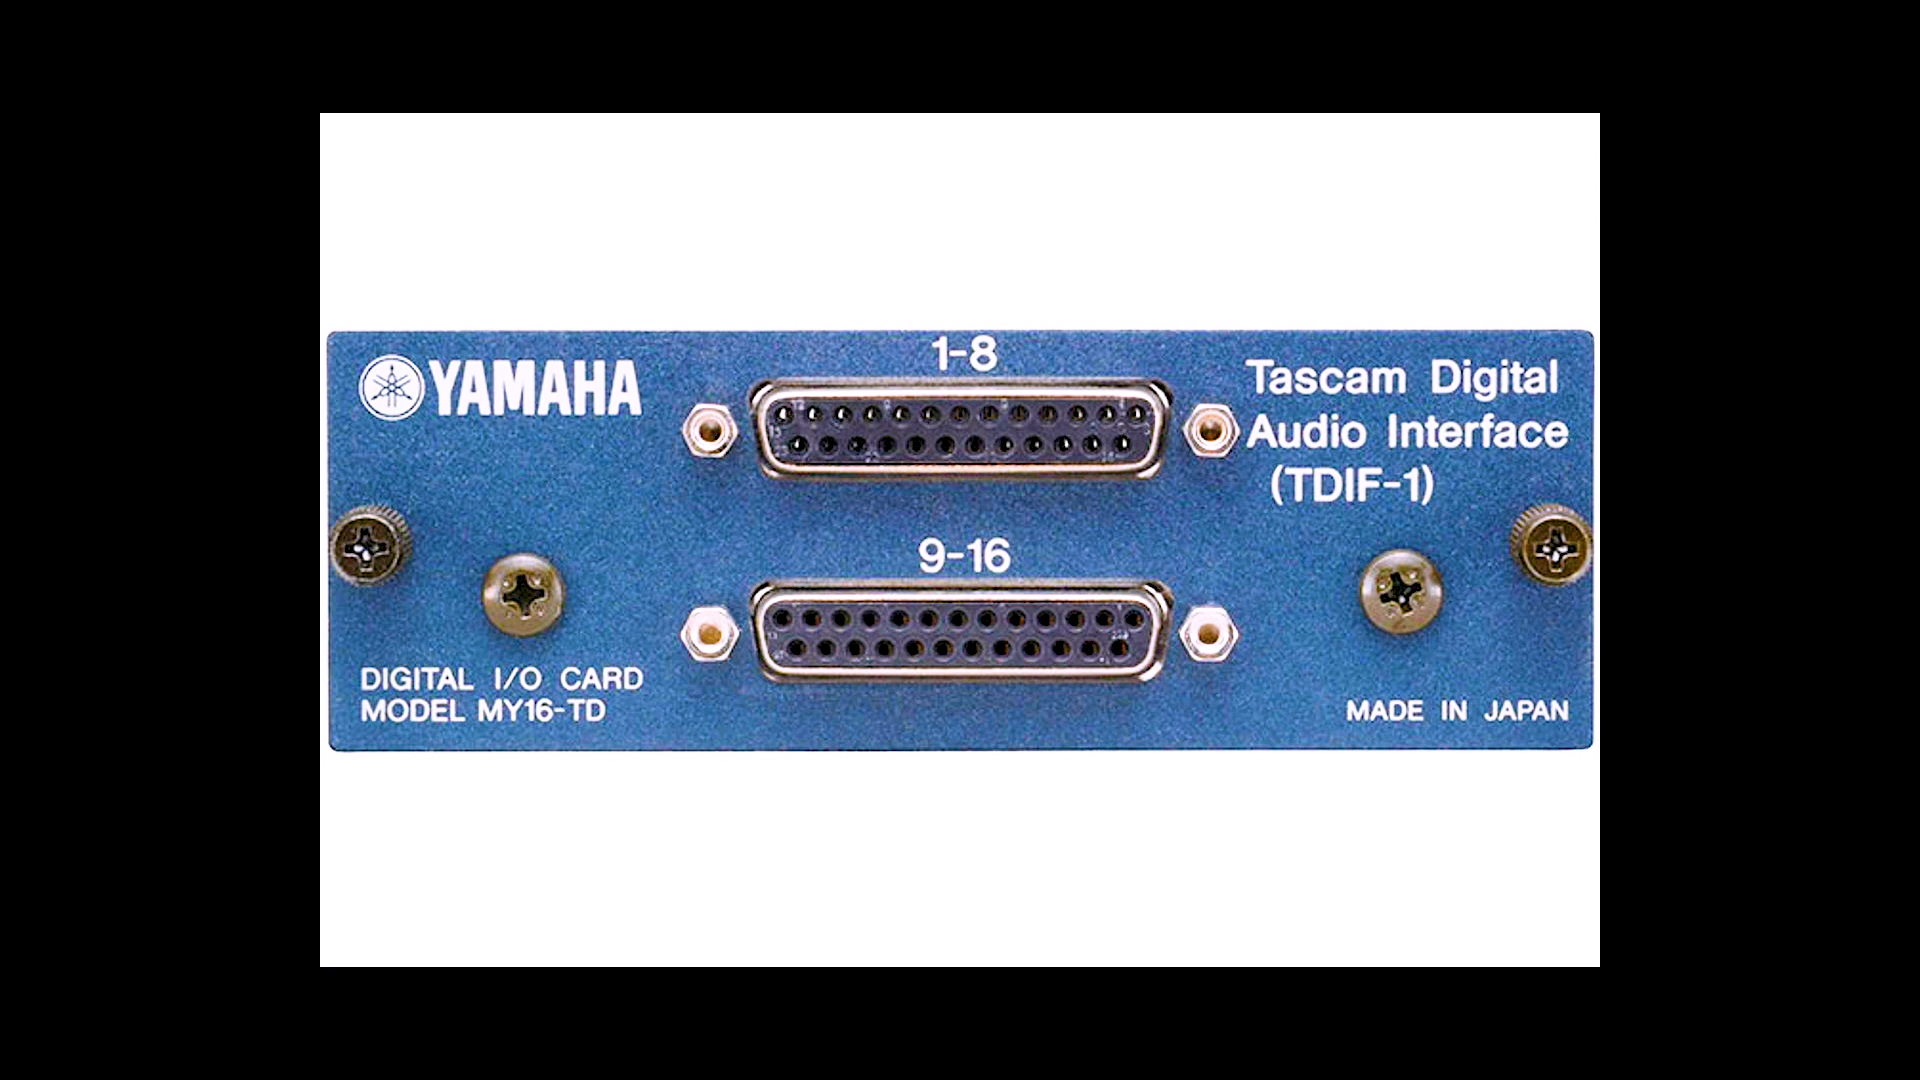 YAMAHA
1-8
Tascam Digital
Audio Interface
(TDIF-1)
9-16
DIGITAL I/O CARD
MODEL MY16-TD
MADE IN JAPAN